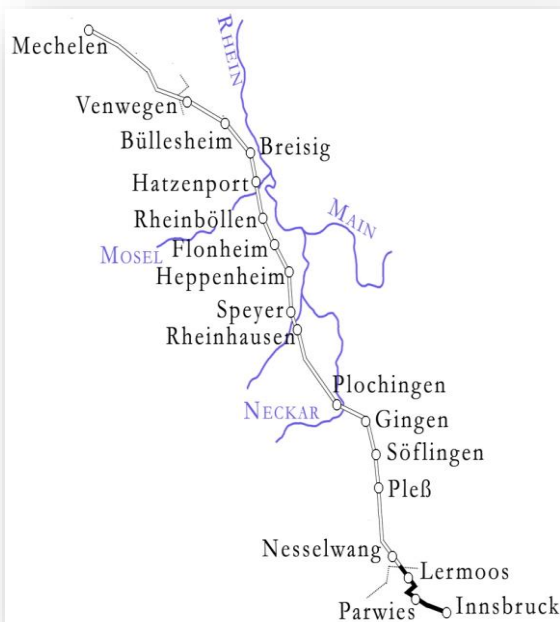 RHEIN
Mechelen
Venwegen
Büllesheim
Breisig
Hatzenport
Rheinböllen
MAIN
Flonheim
MOSEL
Heppenheim
Speyer
Rheinhausen
Plochingen
NECKAR
Gingen
Söflingen
Pleß
Nesselwang
Lermoos
Parwies
Innsbruck